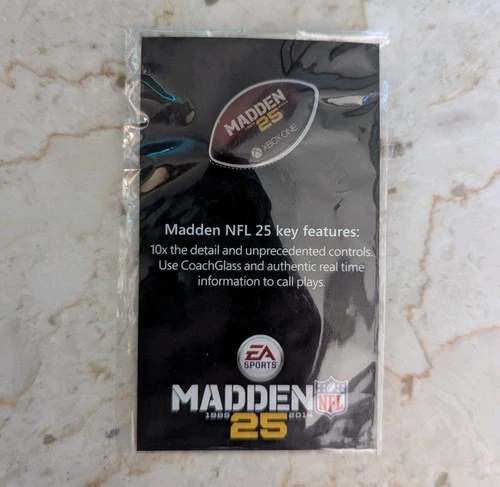 MADDEN
25
XBOX ONE
Madden NFL 25 key features:
10x the detail and unprecedented controls.
Use CoachGlass and authentic real time
information to call plays.
EA
SPORTS
MADDEN NFL
1989 2014
25